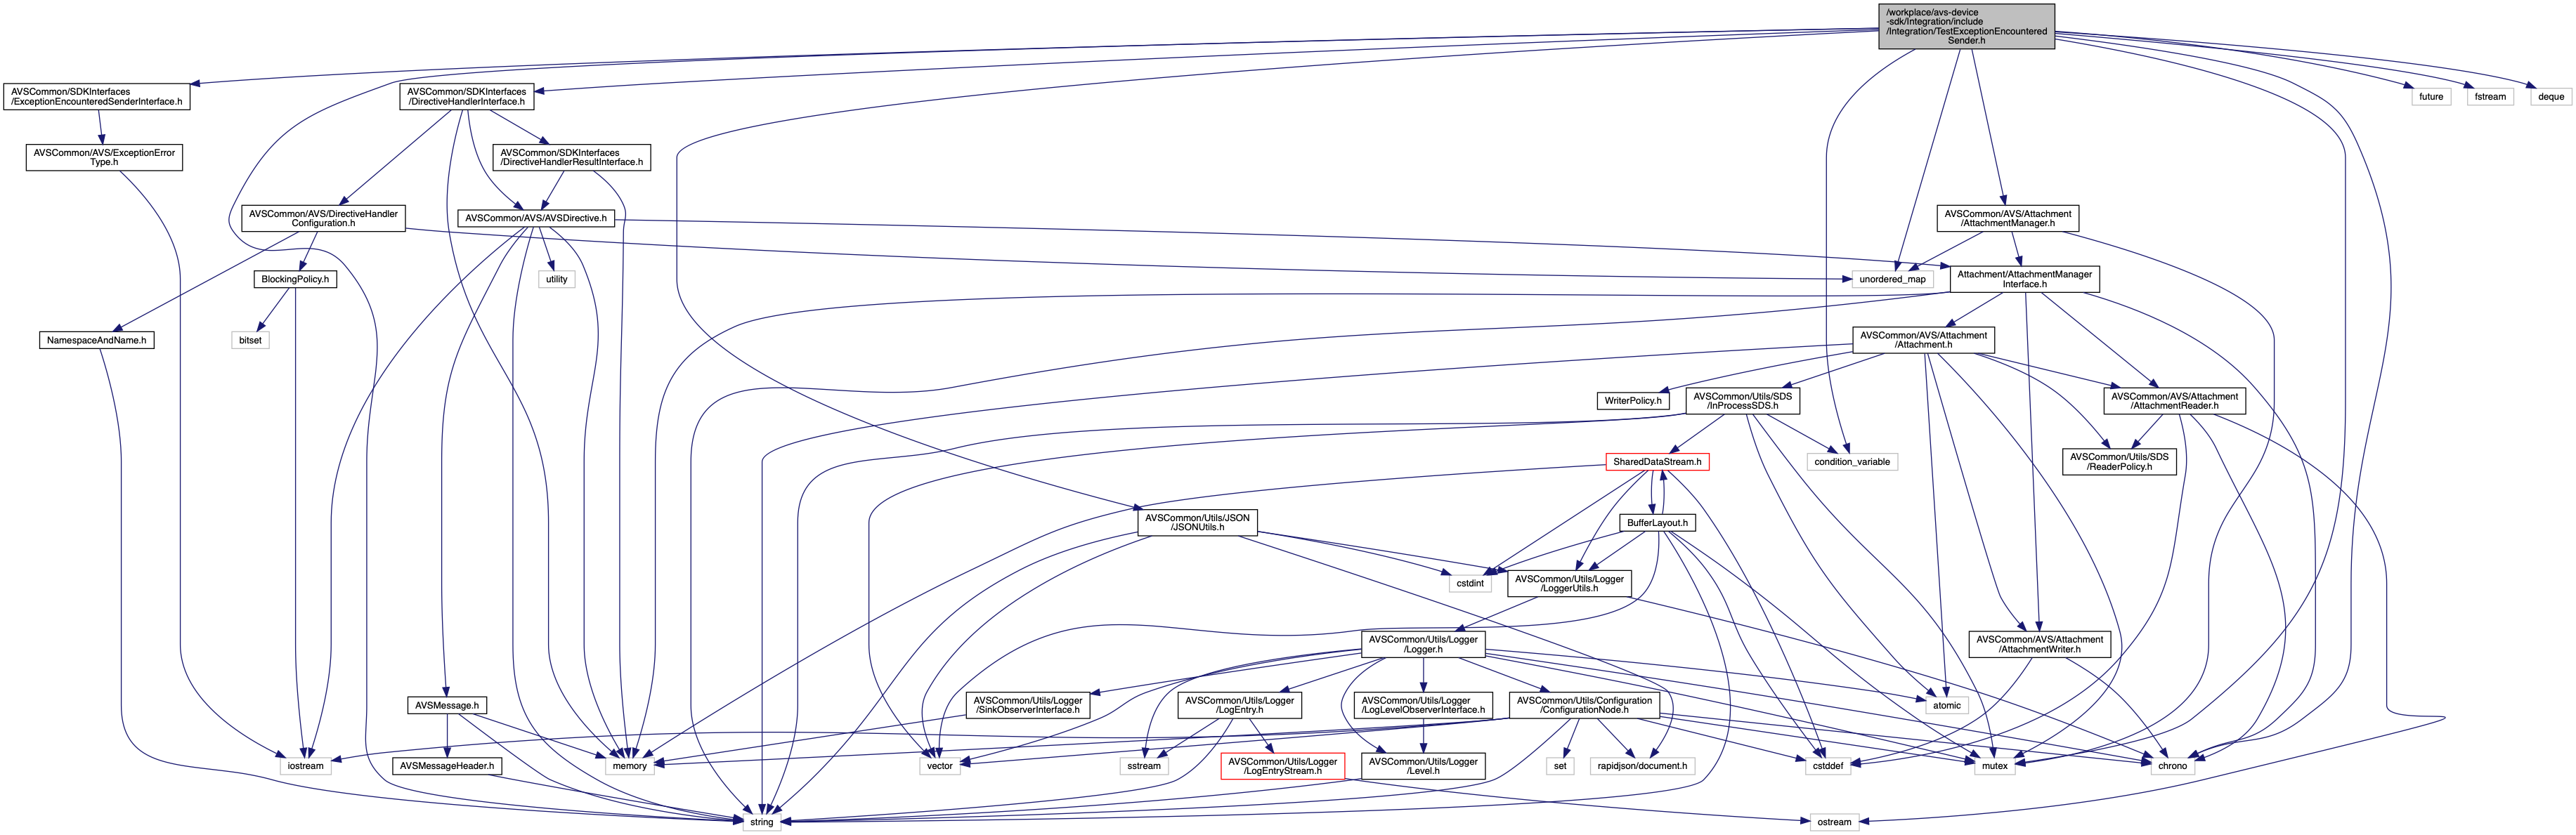 /workplace/avs-device
-sdk/Integration/include
/Integration/TestExceptionEncountered
Sender.h
AVSCommon/SDKInterfaces
/ExceptionEncounteredSenderInterface.h
AVSCommon/SDKInterfaces
/DirectiveHandlerInterface.h
future
fstream
deque
AVSCommon/AVS/ExceptionError
Type.h
AVSCommon/SDKInterfaces
/DirectiveHandlerResultInterface.h
AVSCommon/AVS/DirectiveHandler
Configuration.h
AVSCommon/AVS/AVSDirective.h
AVSCommon/AVS/Attachment
/AttachmentManager.h
BlockingPolicy.h
utility
unordered_map
Attachment/AttachmentManager
Interface.h
NamespaceAndName.h
bitset
AVSCommon/AVS/Attachment
/Attachment.h
WriterPolicy.h
AVSCommon/Utils/SDS
/InProcessSDS.h
AVSCommon/AVS/Attachment
/AttachmentReader.h
SharedDataStream.h
condition_variable
AVSCommon/Utils/SDS
/ReaderPolicy.h
AVSCommon/Utils/JSON
/JSONUtils.h
BufferLayout.h
cstdint
AVSCommon/Utils/Logger
/LoggerUtils.h
AVSCommon/Utils/Logger
/Logger.h
AVSCommon/AVS/Attachment
/AttachmentWriter.h
AVSMessage.h
AVSCommon/Utils/Logger
/SinkObserverInterface.h
AVSCommon/Utils/Logger
/LogEntry.h
AVSCommon/Utils/Logger
/LogLevelObserverInterface.h
AVSCommon/Utils/Configuration
/ConfigurationNode.h
atomic
iostream
AVSMessageHeader.h
memory
vector
sstream
AVSCommon/Utils/Logger
/LogEntryStream.h
AVSCommon/Utils/Logger
/Level.h
set
rapidjson/document.h
cstddef
mutex
chrono
string
ostream